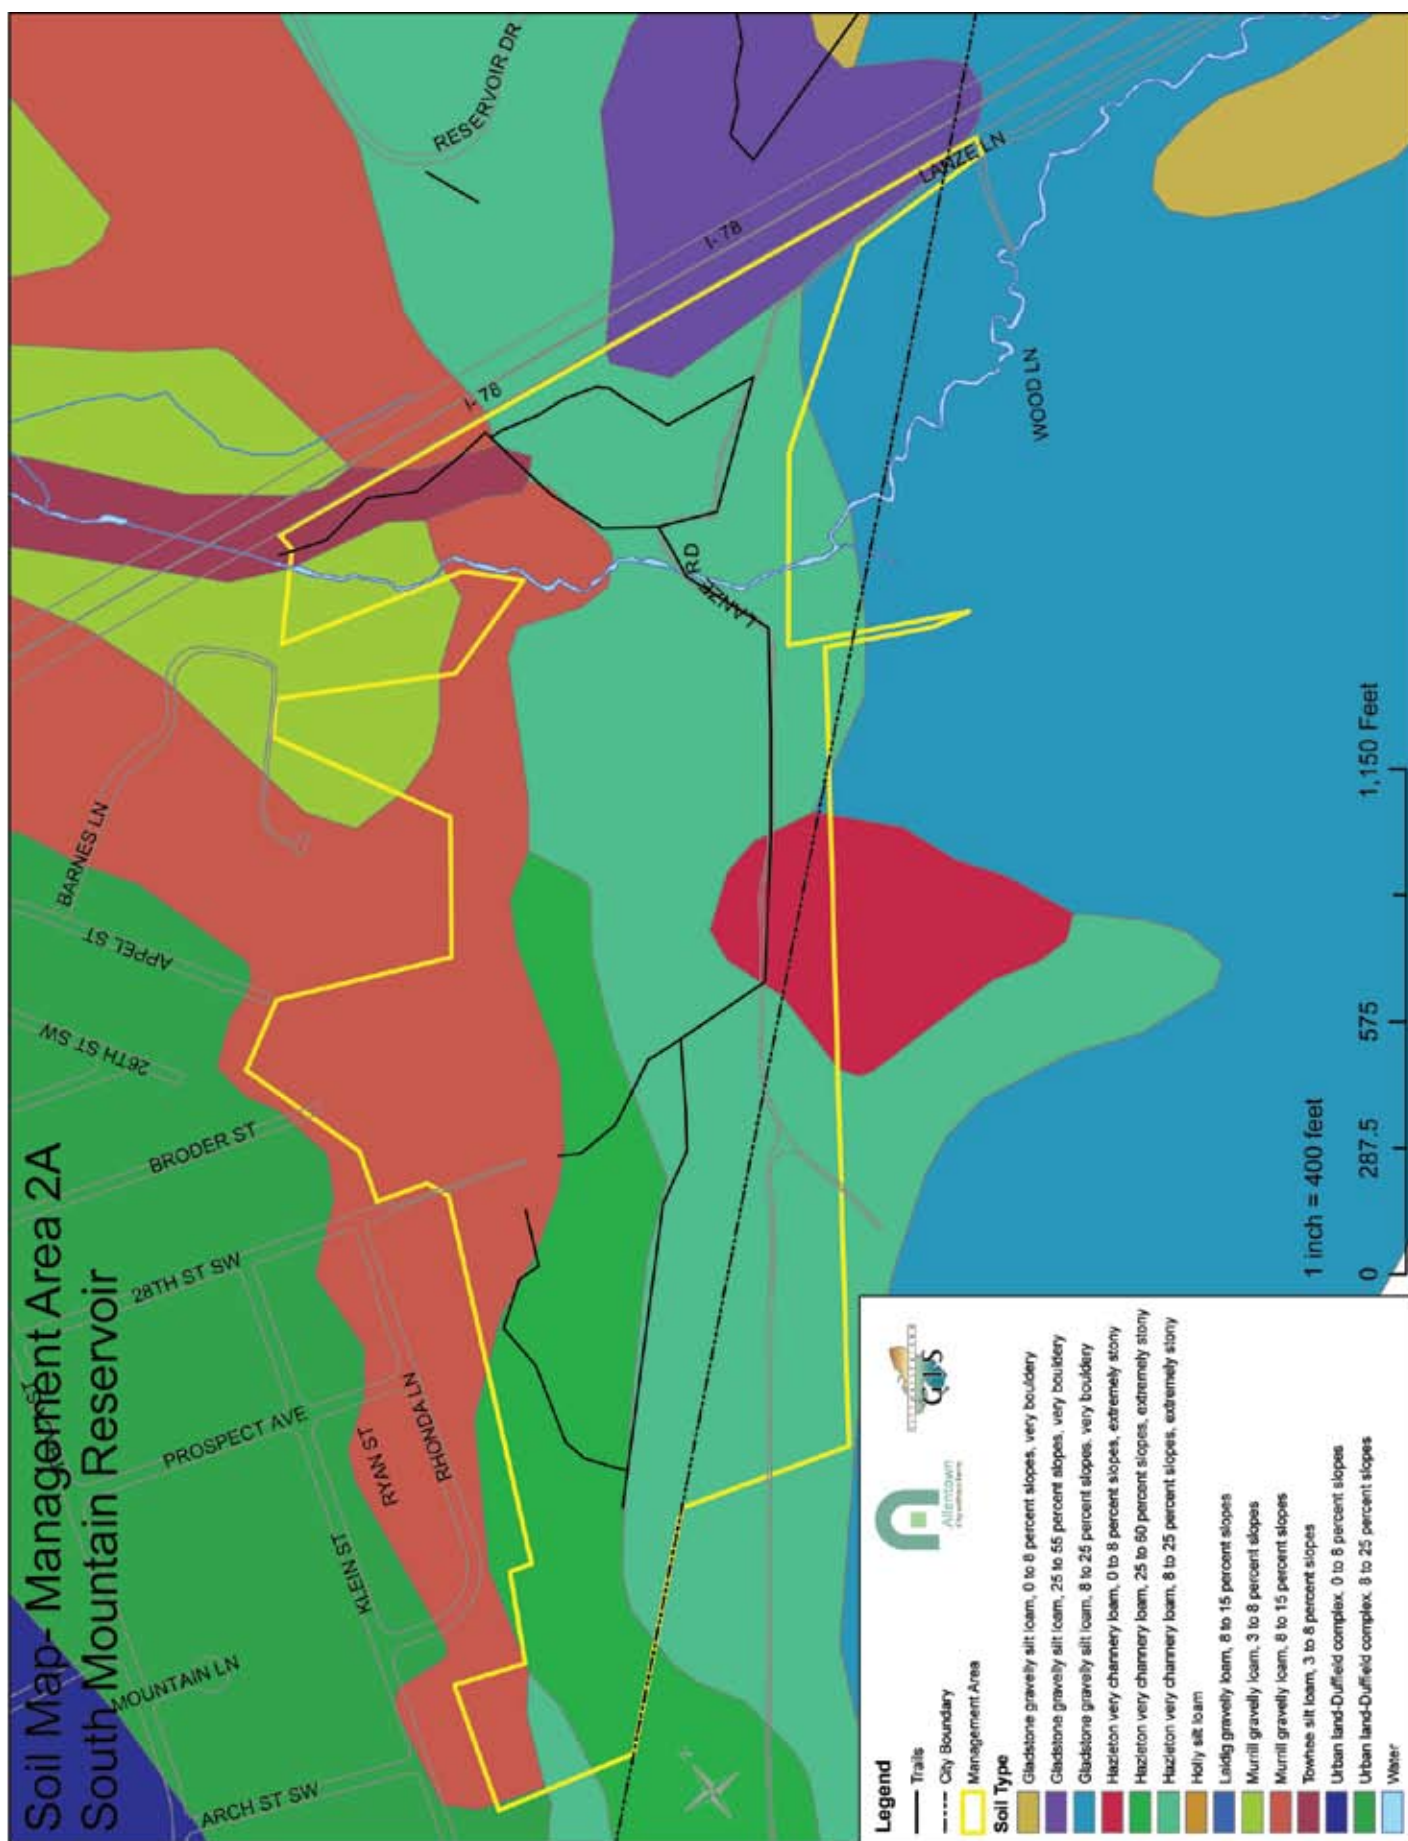 Soil Map- Management Area 2A
South Mountain Reservoir
ARCH ST SW
MOUNTAIN LN
KLEIN ST
PROSPECT AVE
RYAN ST
RHONDA LN
28TH ST SW
BRODER ST
26TH ST SW
APPEL ST
BARNES LN
I-78
I-78
RESERVOIR DR
LANZE LN
LANZE RD
WOOD LN
1 inch = 400 feet
0 287.5 575 1,150 Feet
Legend
Trails
City Boundary
Management Area
Soil Type
Gladstone gravelly silt loam, 0 to 8 percent slopes, very bouldery
Gladstone gravelly silt loam, 25 to 55 percent slopes, very bouldery
Gladstone gravelly silt loam, 8 to 25 percent slopes, very bouldery
Hazleton very channery loam, 0 to 8 percent slopes, extremely stony
Hazleton very channery loam, 25 to 60 percent slopes, extremely stony
Hazleton very channery loam, 8 to 25 percent slopes, extremely stony
Holly silt loam
Laidig gravelly loam, 8 to 15 percent slopes
Murrill gravelly loam, 3 to 8 percent slopes
Murrill gravelly loam, 8 to 15 percent slopes
Towhee silt loam, 3 to 8 percent slopes
Urban land-Duffield complex, 0 to 8 percent slopes
Urban land-Duffield complex, 8 to 25 percent slopes
Water
Allentown
GIS